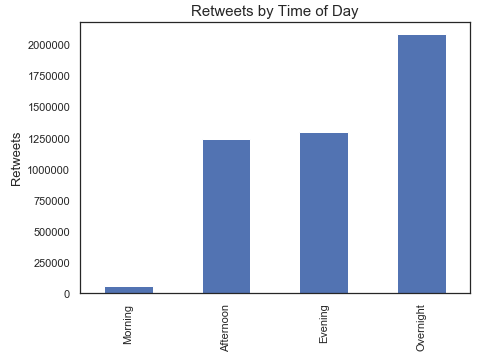 Retweets by Time of Day
Retweets
2000000
1750000
1500000
1250000
1000000
750000
500000
250000
0
Morning
Afternoon
Evening
Overnight